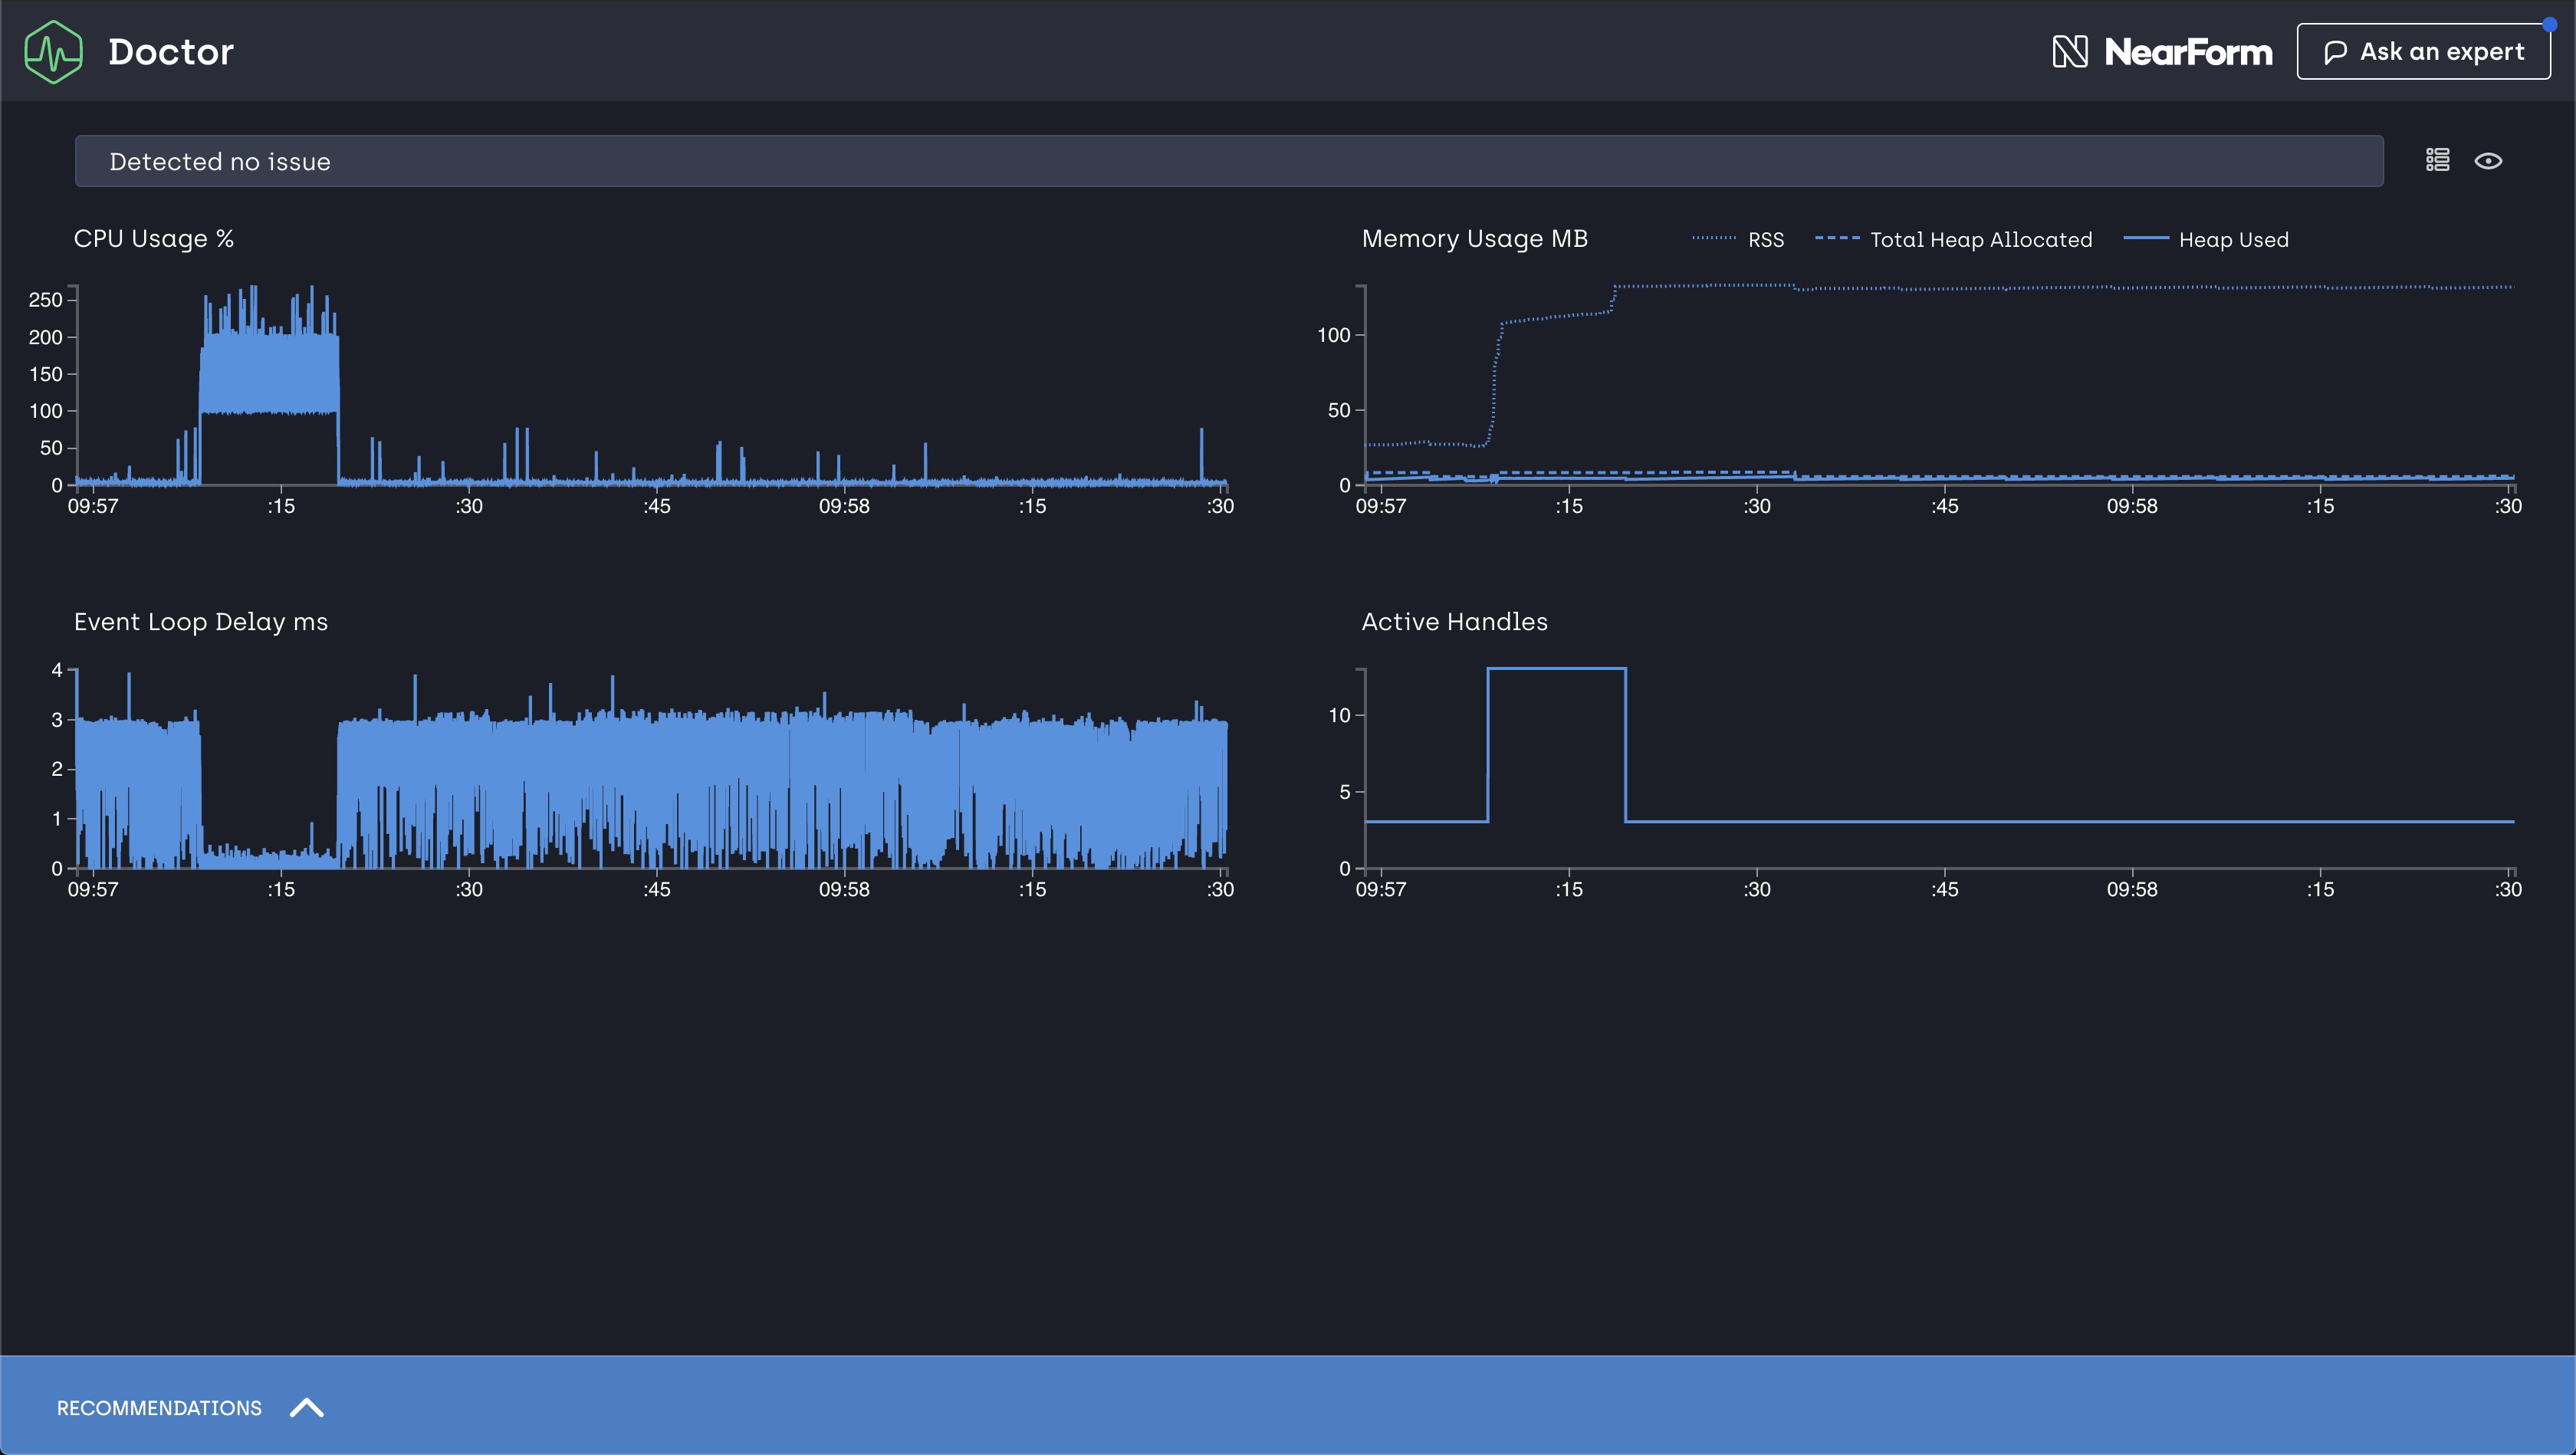 Doctor
NearForm
Ask an expert
Detected no issue
CPU Usage %
250
200
150
100
50
0
09:57 :15 :30 :45 09:58 :15 :30
Memory Usage MB
RSS Total Heap Allocated Heap Used
100
50
0
09:57 :15 :30 :45 09:58 :15 :30
Event Loop Delay ms
4
3
2
1
0
09:57 :15 :30 :45 09:58 :15 :30
Active Handles
10
5
0
09:57 :15 :30 :45 09:58 :15 :30
RECOMMENDATIONS